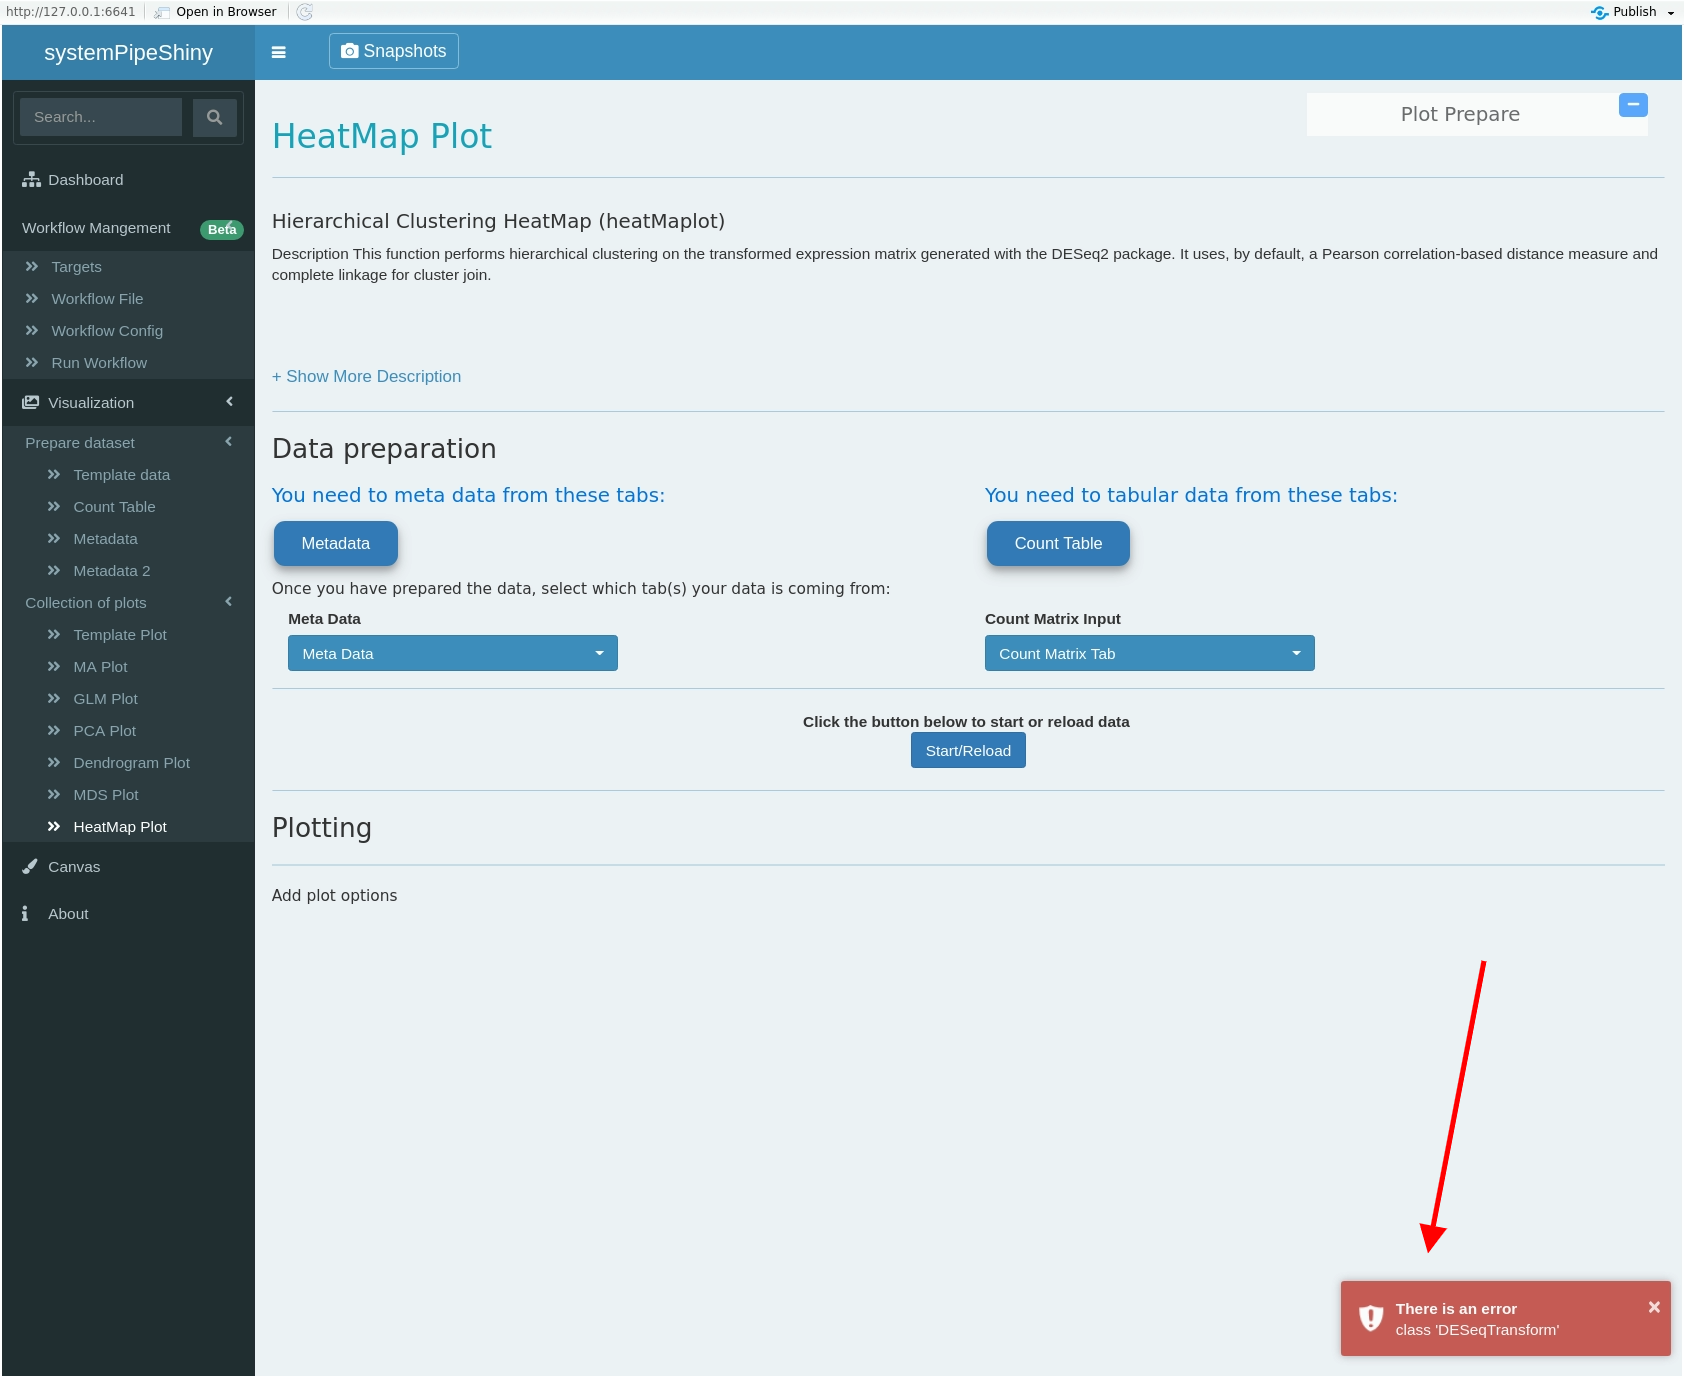 http://127.0.0.1:6641 Open in Browser Publish
systemPipeShiny Snapshots
Search...
Dashboard
Workflow Mangement Beta
Targets
Workflow File
Workflow Config
Run Workflow
Visualization
Prepare dataset
Template data
Count Table
Metadata
Metadata 2
Collection of plots
Template Plot
MA Plot
GLM Plot
PCA Plot
Dendrogram Plot
MDS Plot
HeatMap Plot
Canvas
About
Plot Prepare
HeatMap Plot
Hierarchical Clustering HeatMap (heatMaplot)
Description This function performs hierarchical clustering on the transformed expression matrix generated with the DESeq2 package. It uses, by default, a Pearson correlation-based distance measure and
complete linkage for cluster join.
+ Show More Description
Data preparation
You need to meta data from these tabs:
Metadata
You need to tabular data from these tabs:
Count Table
Once you have prepared the data, select which tab(s) your data is coming from:
Meta Data
Meta Data
Count Matrix Input
Count Matrix Tab
Click the button below to start or reload data
Start/Reload
Plotting
Add plot options
There is an error
class 'DESeqTransform'